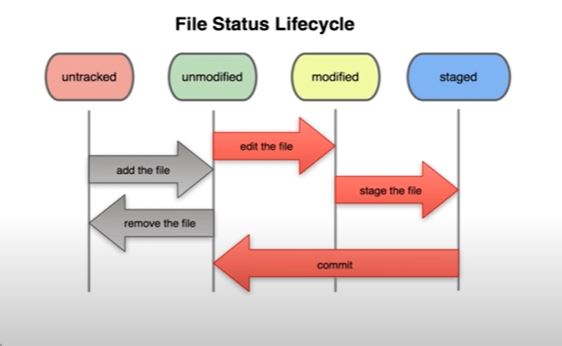 File Status Lifecycle
untracked
unmodified
modified
staged
edit the file
add the file
stage the file
remove the file
commit